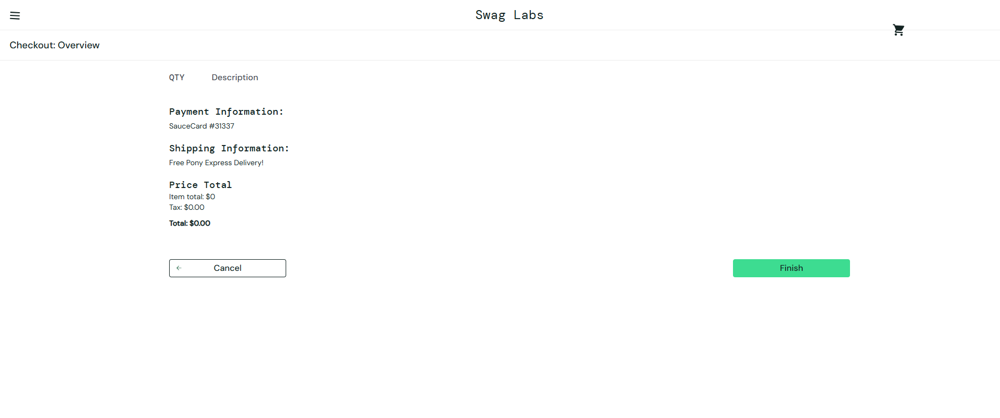 Swag Labs
Checkout: Overview
QTY Description
Payment Information:
SauceCard #31337
Shipping Information:
Free Pony Express Delivery!
Price Total
Item total: $0
Tax: $0.00
Total: $0.00
Cancel
Finish